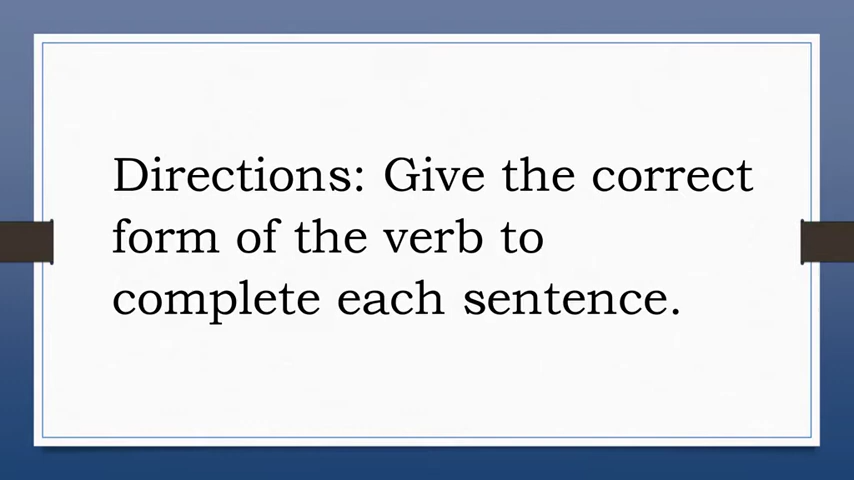 Directions: Give the correct
form of the verb to
complete each sentence.